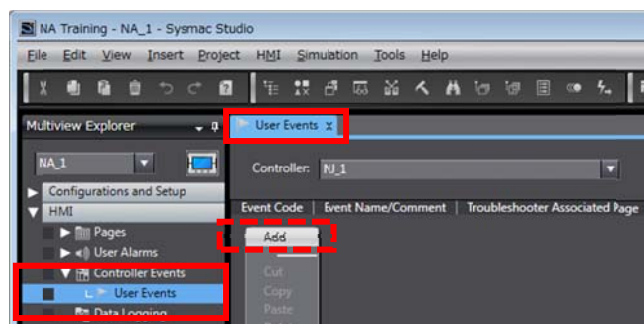 NA Training - NA_1 - Sysmac Studio
File Edit View Insert Project HMI Simulation Tools Help
Multiview Explorer
User Events x
NA_1
Controller: NJ_1
Configurations and Setup
HMI
Event Code Event Name/Comment Troubleshooter Associated Page
Pages
Add
User Alarms
Controller Events
Cut
User Events
Copy
Data Logging
Paste